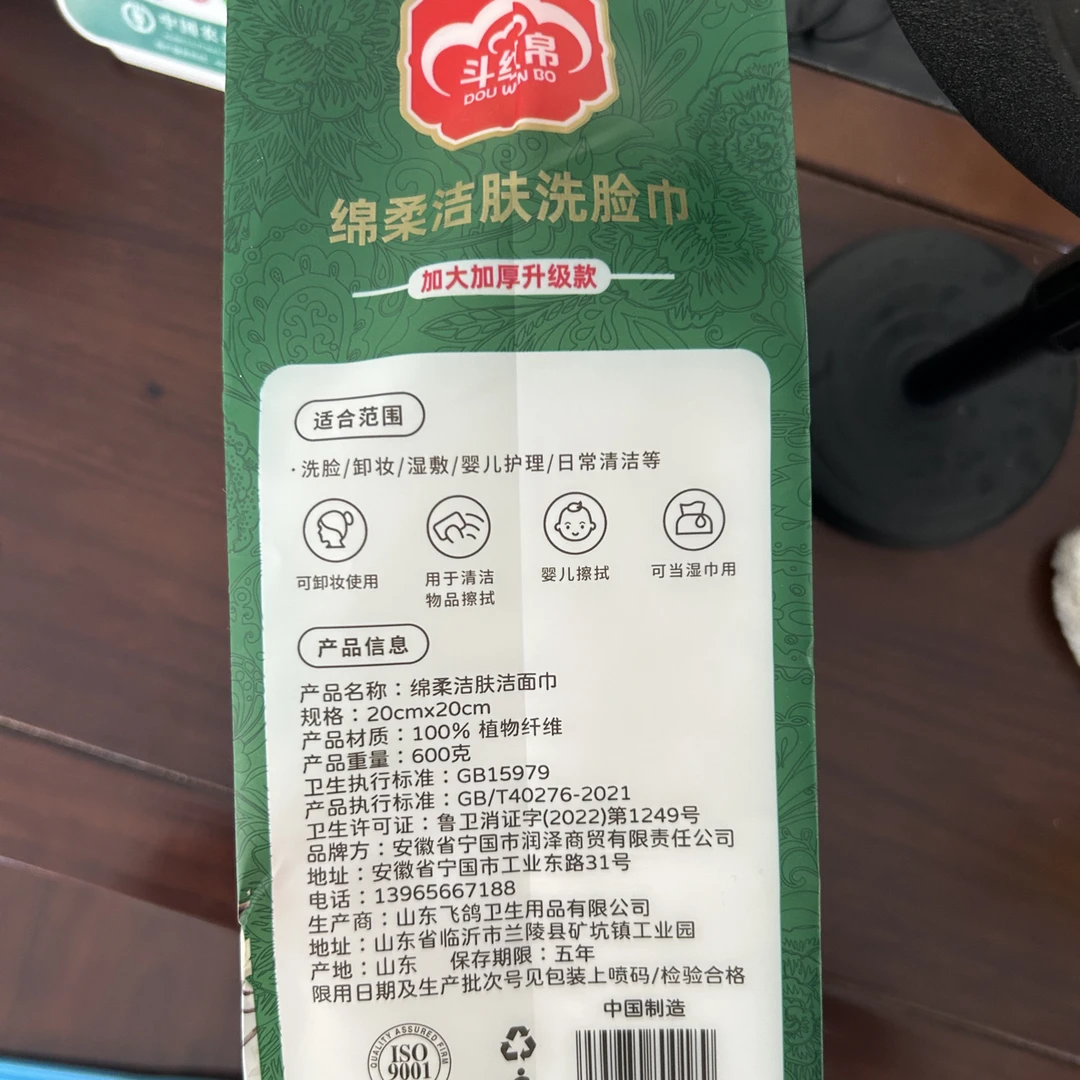 斗纹帛
DOU WEN BO
绵柔洁肤洗脸巾
加大加厚升级款
适合范围
·洗脸/卸妆/湿敷/婴儿护理/日常清洁等
可卸妆使用
用于清洁
物品擦拭
婴儿擦拭
可当湿巾用
产品信息
产品名称：绵柔洁肤洁面巾
规格：20cmx20cm
产品材质：100% 植物纤维
产品重量：600克
卫生执行标准：GB15979
产品执行标准：GB/T40276-2021
卫生许可证：鲁卫消证字(2022)第1249号
品牌方：安徽省宁国市润泽商贸有限责任公司
地址：安徽省宁国市工业东路31号
电话：13965667188
生产商：山东飞鸽卫生用品有限公司
地址：山东省临沂市兰陵县矿坑镇工业园
产地：山东 保存期限：五年
限用日期及生产批次号见包装上喷码/检验合格
中国制造
QUALITY ASSURED FIRM
ISO
9001